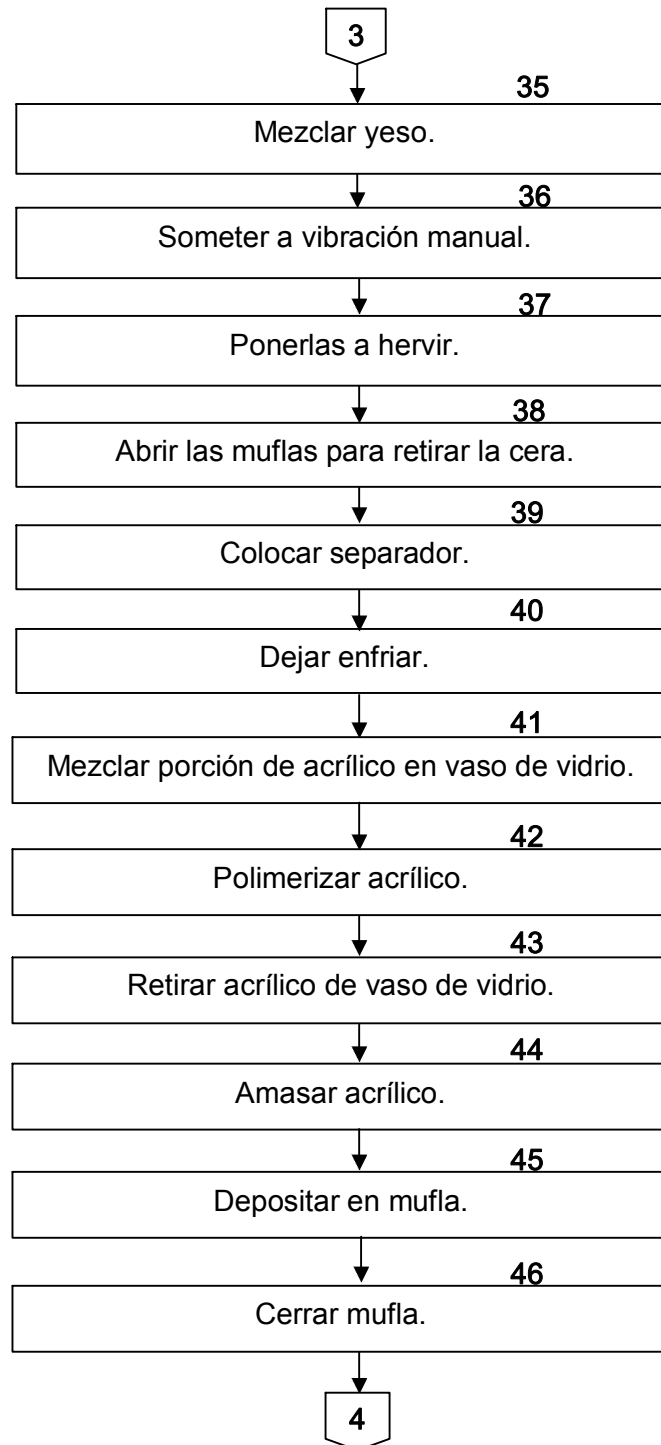 3
35
Mezclar yeso.
36
Someter a vibración manual.
37
Ponerlas a hervir.
38
Abrir las muflas para retirar la cera.
39
Colocar separador.
40
Dejar enfriar.
41
Mezclar porción de acrílico en vaso de vidrio.
42
Polimerizar acrílico.
43
Retirar acrílico de vaso de vidrio.
44
Amasar acrílico.
45
Depositar en mufla.
46
Cerrar mufla.
4